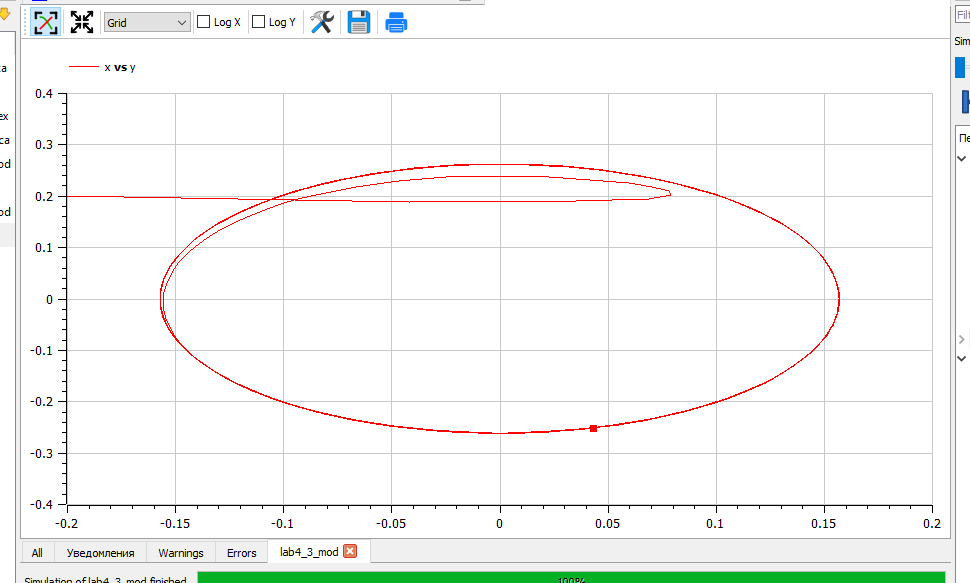 Grid
Log X
Log Y
Fil
Sim
x vs y
0.4
0.3
0.2
0.1
0
-0.1
-0.2
-0.3
-0.4
-0.2
-0.15
-0.1
-0.05
0
0.05
0.1
0.15
0.2
ca
ex
ca
od
od
Пе
All
Уведомления
Warnings
Errors
lab4_3_mod
Simulation of lab4_3_mod finished
100%